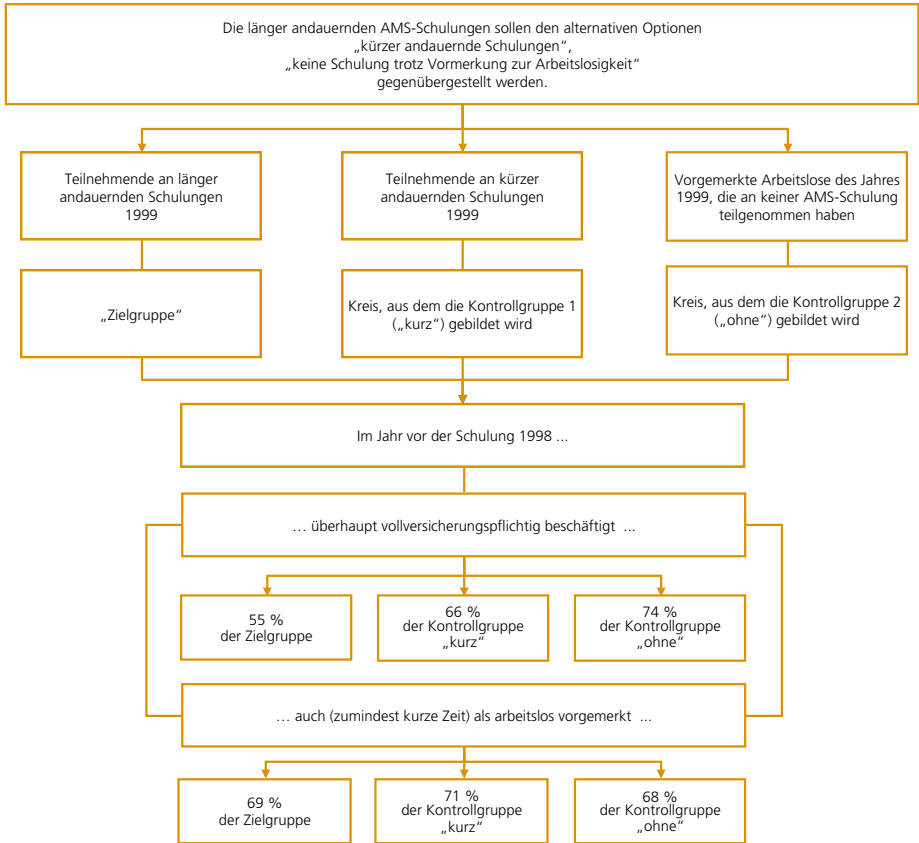 Die länger andauernden AMS-Schulungen sollen den alternativen Optionen
„kürzer andauernde Schulungen“,
„keine Schulung trotz Vormerkung zur Arbeitslosigkeit“
gegenübergestellt werden.
Teilnehmende an länger
andauernden Schulungen
1999
Teilnehmende an kürzer
andauernden Schulungen
1999
Vorgemerkte Arbeitslose des Jahres
1999, die an keiner AMS-Schulung
teilgenommen haben
„Zielgruppe“
Kreis, aus dem die Kontrollgruppe 1
(„kurz“) gebildet wird
Kreis, aus dem die Kontrollgruppe 2
(„ohne“) gebildet wird
Im Jahr vor der Schulung 1998 ...
… überhaupt vollversicherungspflichtig beschäftigt ...
55 %
der Zielgruppe
66 %
der Kontrollgruppe
„kurz“
74 %
der Kontrollgruppe
„ohne“
… auch (zumindest kurze Zeit) als arbeitslos vorgemerkt ...
69 %
der Zielgruppe
71 %
der Kontrollgruppe
„kurz“
68 %
der Kontrollgruppe
„ohne“